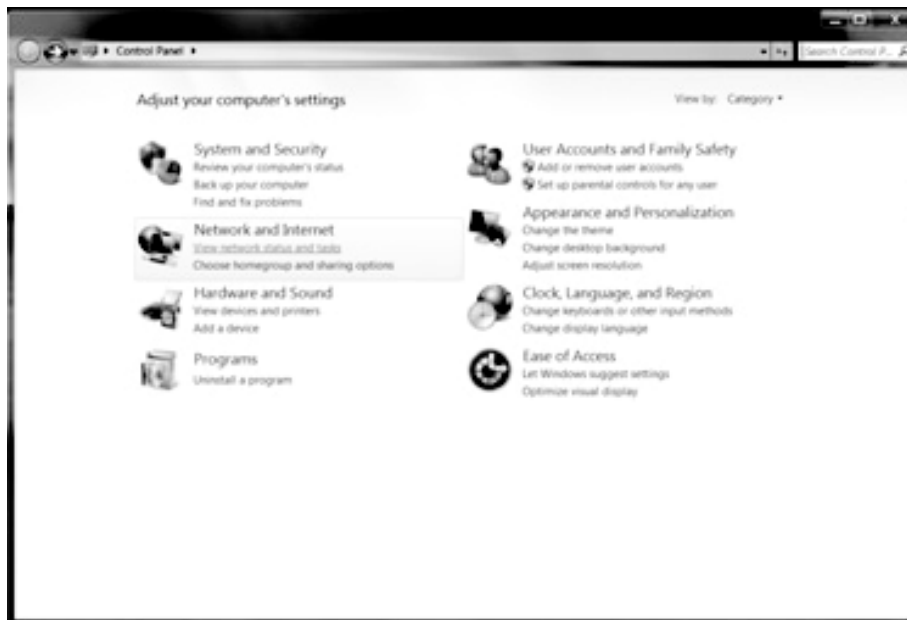 Control Panel
Search Control P...
Adjust your computer's settings
View by: Category
System and Security
Review your computer's status
Back up your computer
Find and fix problems
Network and Internet
View network status and tasks
Choose homegroup and sharing options
Hardware and Sound
View devices and printers
Add a device
Programs
Uninstall a program
User Accounts and Family Safety
Add or remove user accounts
Set up parental controls for any user
Appearance and Personalization
Change the theme
Change desktop background
Adjust screen resolution
Clock, Language, and Region
Change keyboards or other input methods
Change display language
Ease of Access
Let Windows suggest settings
Optimize visual display